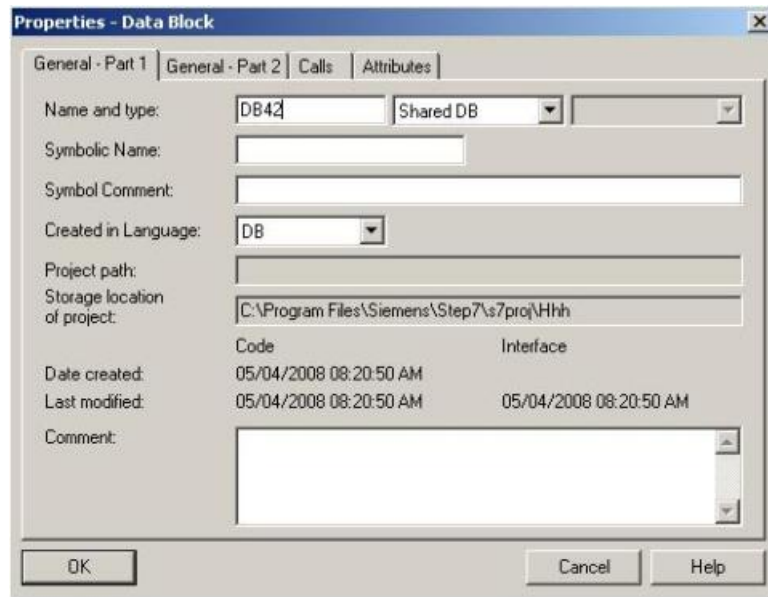 Properties - Data Block
General - Part 1 General - Part 2 Calls Attributes
Name and type: DB42 Shared DB
Symbolic Name:
Symbol Comment:
Created in Language: DB
Project path:
Storage location
of project: C:\Program Files\Siemens\Step7\s7proj\Hhh
Code Interface
Date created: 05/04/2008 08:20:50 AM
Last modified: 05/04/2008 08:20:50 AM 05/04/2008 08:20:50 AM
Comment:
OK Cancel Help